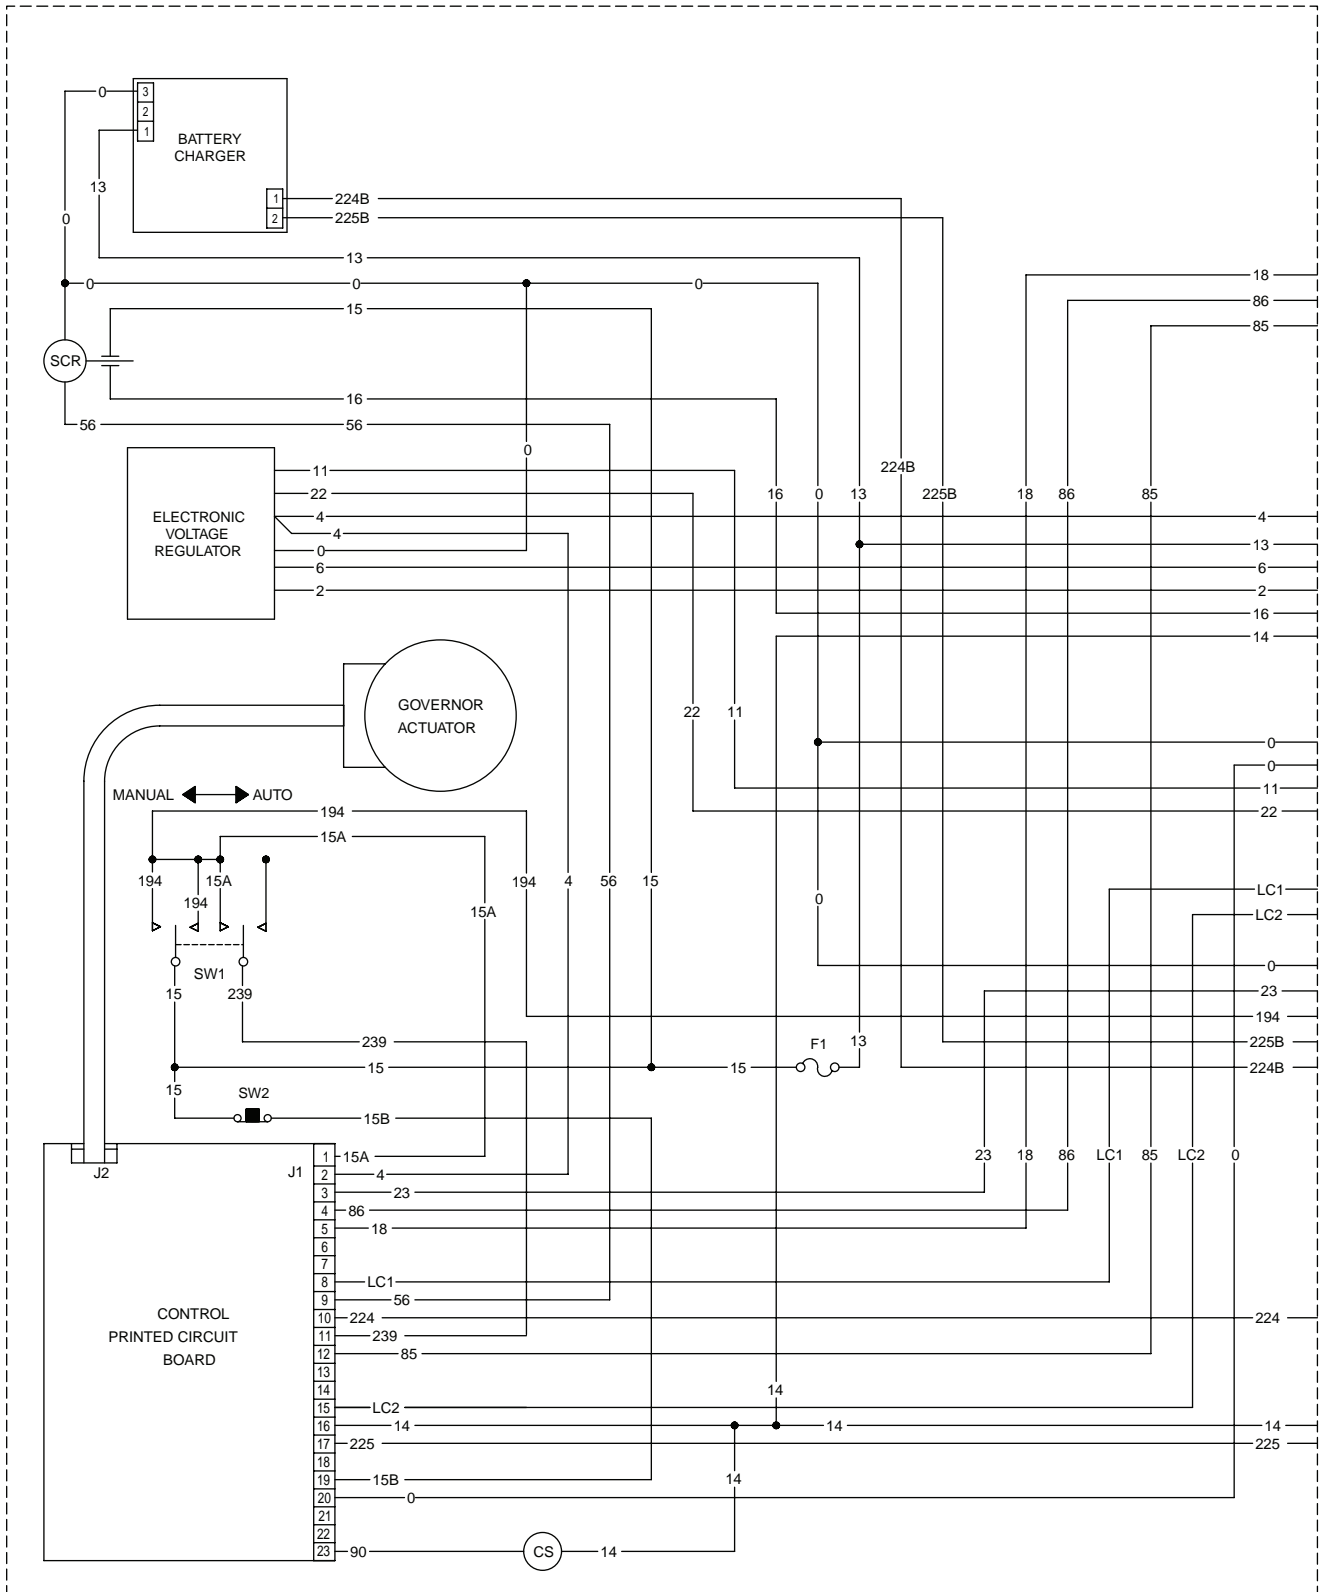 0
3
2
1
BATTERY
CHARGER
13
0
1
224B
2
225B
13
0
0
0
18
15
86
85
SCR
16
56
56
0
224B
11
22
16
0
13
225B
18
86
85
ELECTRONIC
VOLTAGE
REGULATOR
4
4
4
0
13
6
6
2
2
16
14
GOVERNOR
ACTUATOR
22
11
0
0
MANUAL
AUTO
11
194
22
15A
194
15A
194
194
4
56
15
LC1
0
15A
LC2
SW1
0
15
239
23
194
239
F1
13
225B
15
15
224B
15
SW2
15B
J2
J1
1
15A
23
18
86
LC1
85
LC2
0
2
4
3
23
4
86
5
18
6
7
8
LC1
9
56
CONTROL
PRINTED CIRCUIT
BOARD
10
224
224
11
239
12
85
13
14
14
15
LC2
16
14
14
14
17
225
225
18
19
15B
14
20
0
21
22
23
90
CS
14